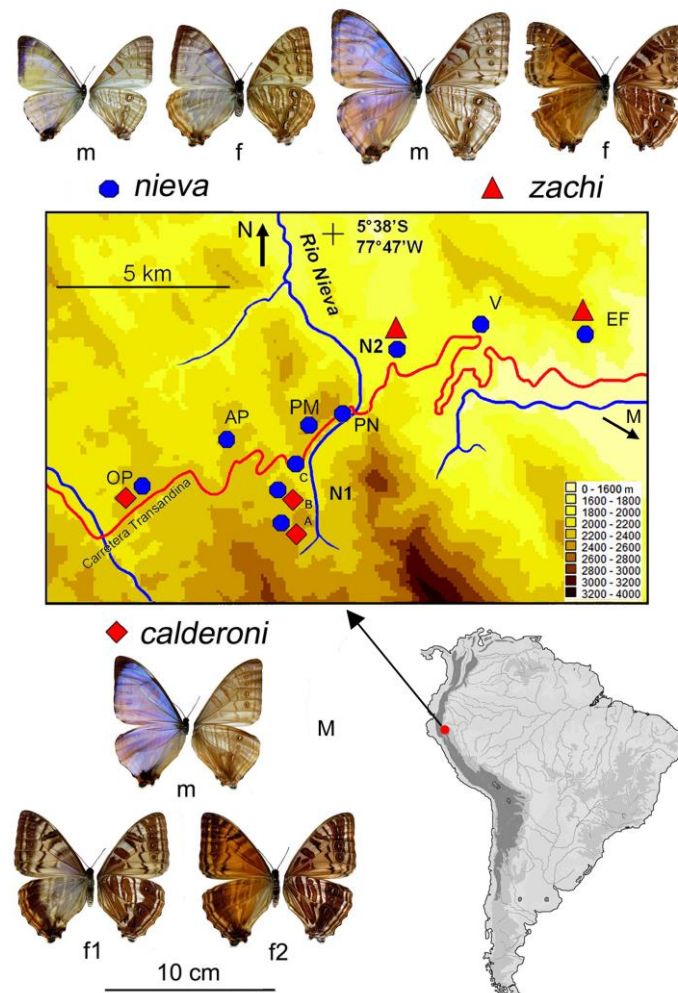 m
f
m
f
nieva
zachi
N
5°38'S
77°47'W
5 km
Rio Nieva
V
EF
N2
AP
PM
PN
M
OP
C
B
N1
A
Carretera Transandina
0 - 1600 m
1600 - 1800
1800 - 2000
2000 - 2200
2200 - 2400
2400 - 2600
2600 - 2800
2800 - 3000
3000 - 3200
3200 - 4000
calderoni
M
m
f1
f2
10 cm